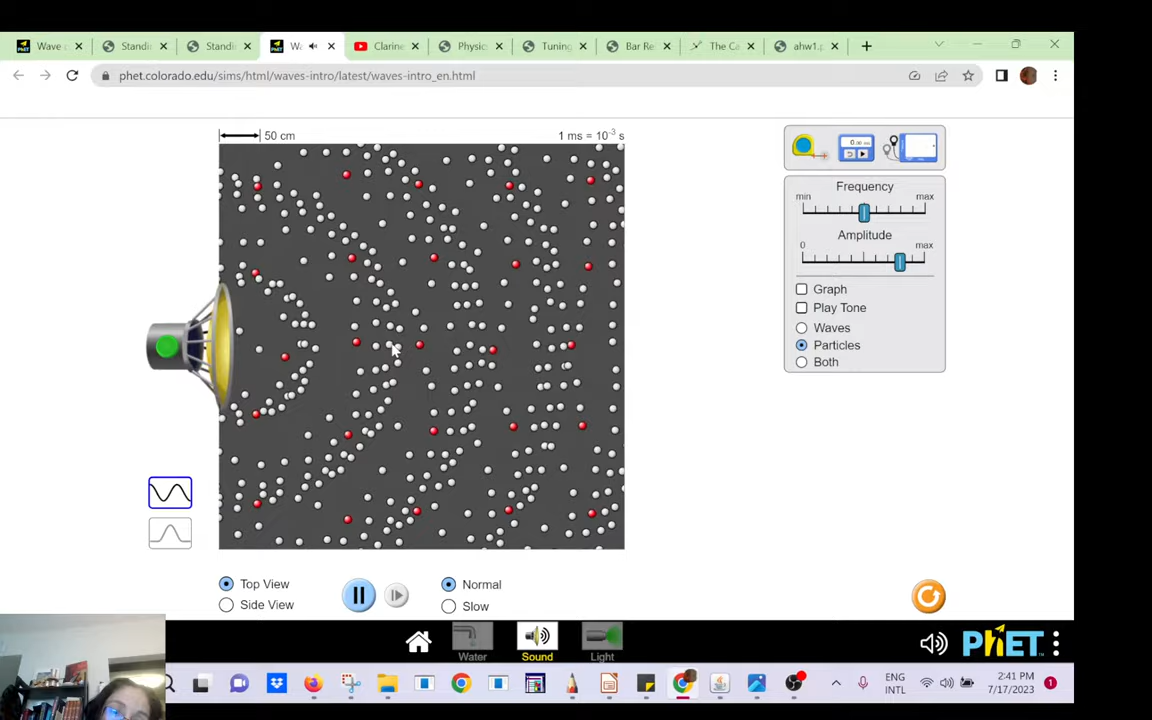 Wave
Standi
Standi
Wa
Clarine
Physic
Tuning
Bar Re
The Ca
ahw1.p
phet.colorado.edu/sims/html/waves-intro/latest/waves-intro_en.html
50 cm
1 ms = 10⁻³ s
Frequency
min
max
Amplitude
0
max
Graph
Play Tone
Waves
Particles
Both
Top View
Side View
Normal
Slow
Water
Sound
Light
PhET
ENG
INTL
2:41 PM
7/17/2023
1